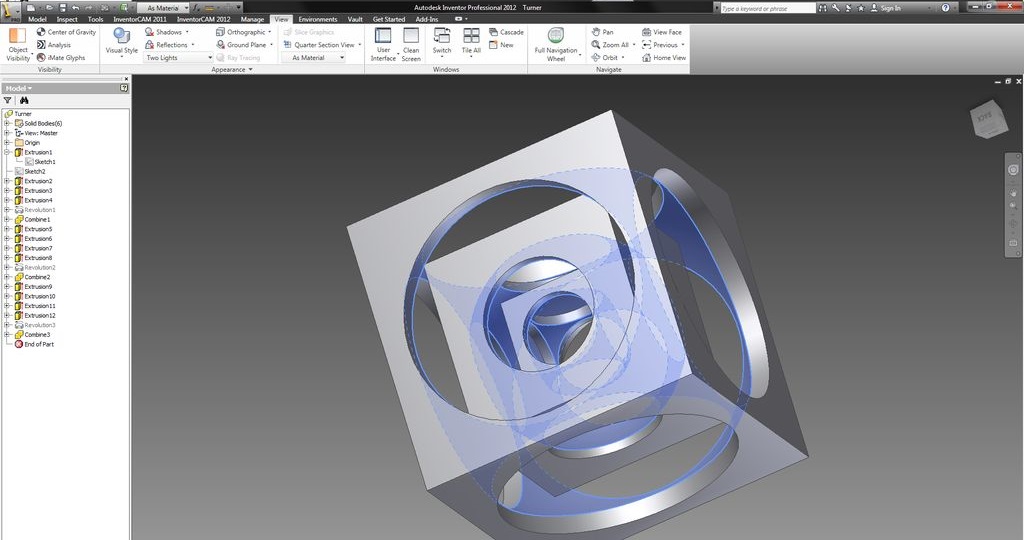 As Material
Autodesk Inventor Professional 2012 Turner
Type a keyword or phrase
Sign In
PRO
Model Inspect Tools InventorCAM 2011 InventorCAM 2012 Manage View Environments Vault Get Started Add-Ins
Object Visibility
Center of Gravity
Analysis
iMate Glyphs
Visibility
Visual Style
Shadows
Reflections
Two Lights
Orthographic
Ground Plane
Ray Tracing
Slice Graphics
Quarter Section View
As Material
Appearance
User Interface
Clean Screen
Switch
Tile All
Cascade
New
Windows
Full Navigation Wheel
Pan
Zoom All
Orbit
View Face
Previous
Home View
Navigate
Model
Turner
Solid Bodies(6)
View: Master
Origin
Extrusion1
Sketch1
Sketch2
Extrusion2
Extrusion3
Extrusion4
Revolution1
Combine1
Extrusion5
Extrusion6
Extrusion7
Extrusion8
Revolution2
Combine2
Extrusion9
Extrusion10
Extrusion11
Extrusion12
Revolution3
Combine3
End of Part